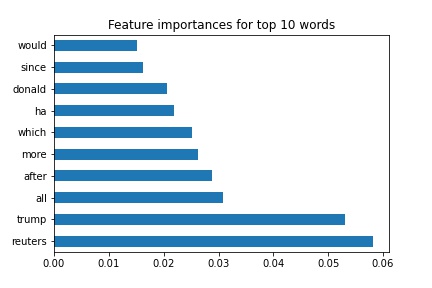 Feature importances for top 10 words
would
since
donald
ha
which
more
after
all
trump
reuters
0.00 0.01 0.02 0.03 0.04 0.05 0.06